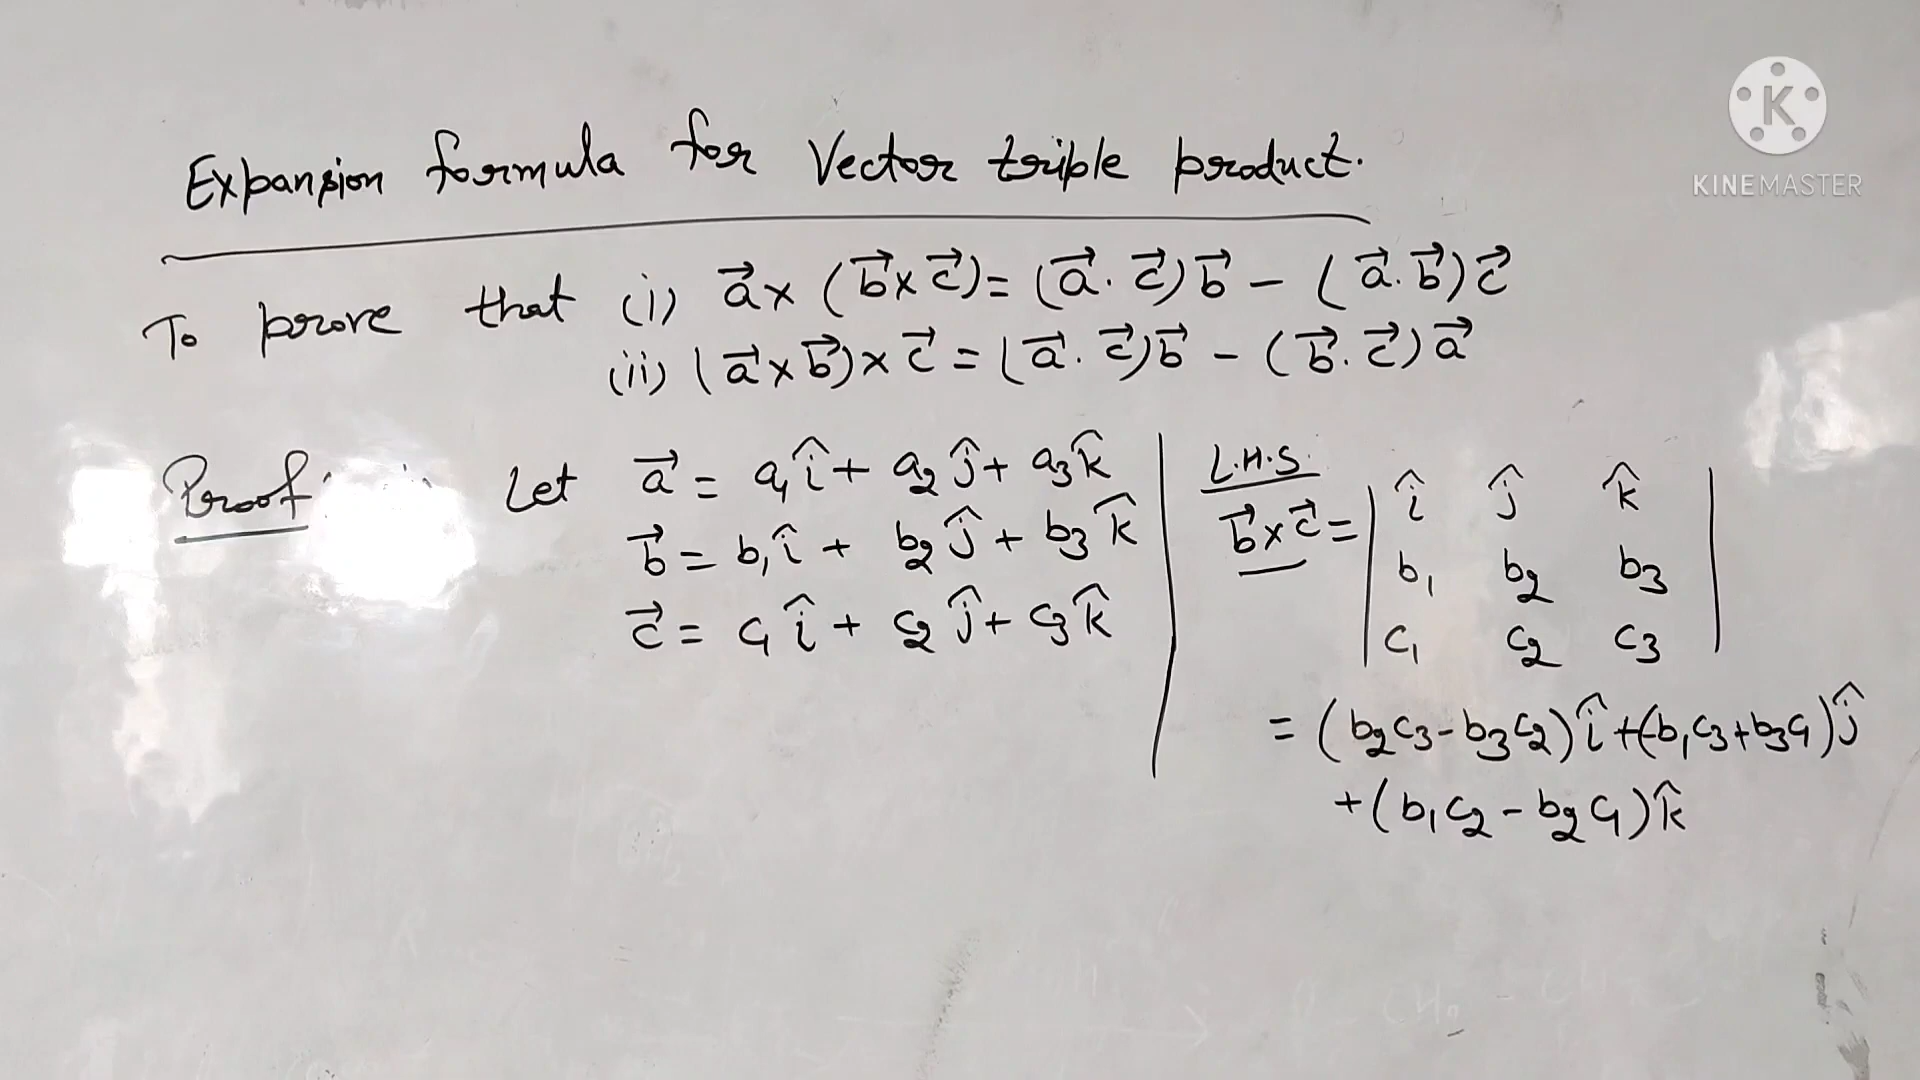 Expansion formula for Vector triple product.
To prove that (i) a⃗ × (b⃗ × c⃗) = (a⃗ . c⃗) b⃗ − (a⃗ . b⃗) c⃗
(ii) (a⃗ × b⃗) × c⃗ = (a⃗ . c⃗) b⃗ − (b⃗ . c⃗) a⃗
Proof: Let a⃗ = a₁î + a₂ĵ + a₃k̂
b⃗ = b₁î + b₂ĵ + b₃k̂
c⃗ = c₁î + c₂ĵ + c₃k̂
L.H.S.
b⃗ × c⃗ = | î ĵ k̂ |
| b₁ b₂ b₃ |
| c₁ c₂ c₃ |
= (b₂c₃ − b₃c₂) î + (−b₁c₃ + b₃c₁) ĵ
+ (b₁c₂ − b₂c₁) k̂
K
KINEMASTER